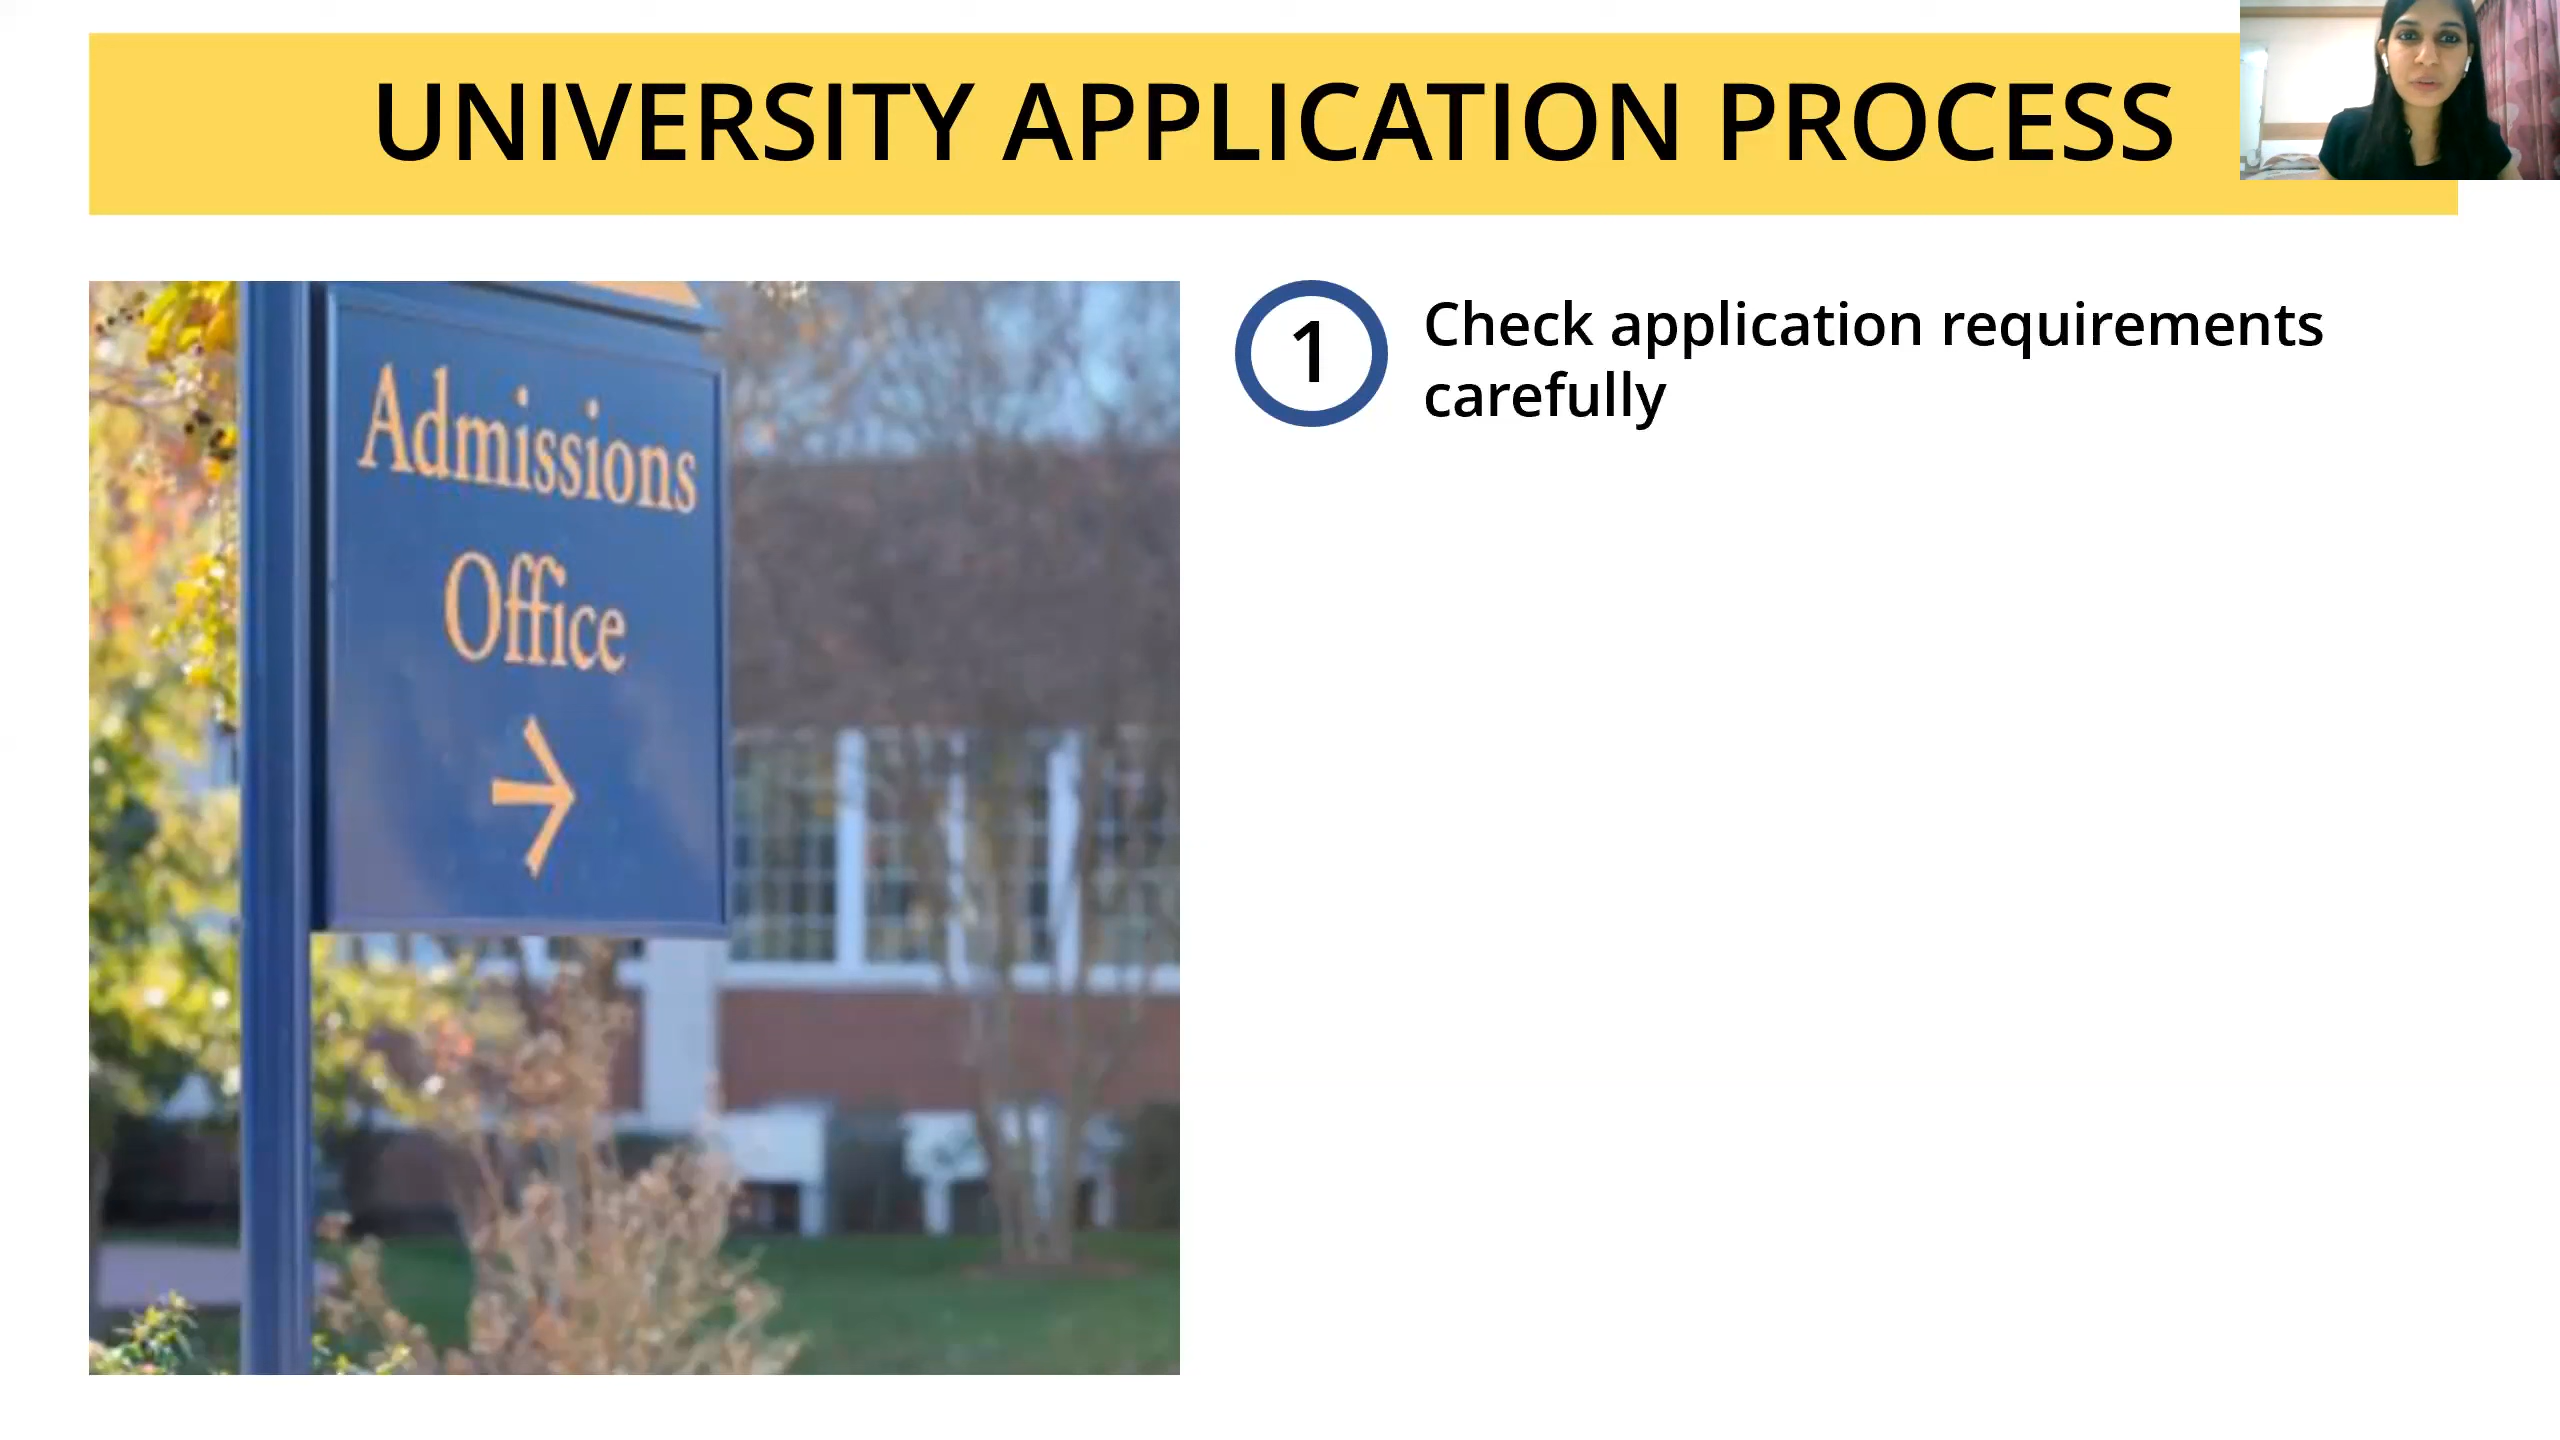 UNIVERSITY APPLICATION PROCESS
Admissions
Office
1
Check application requirements
carefully